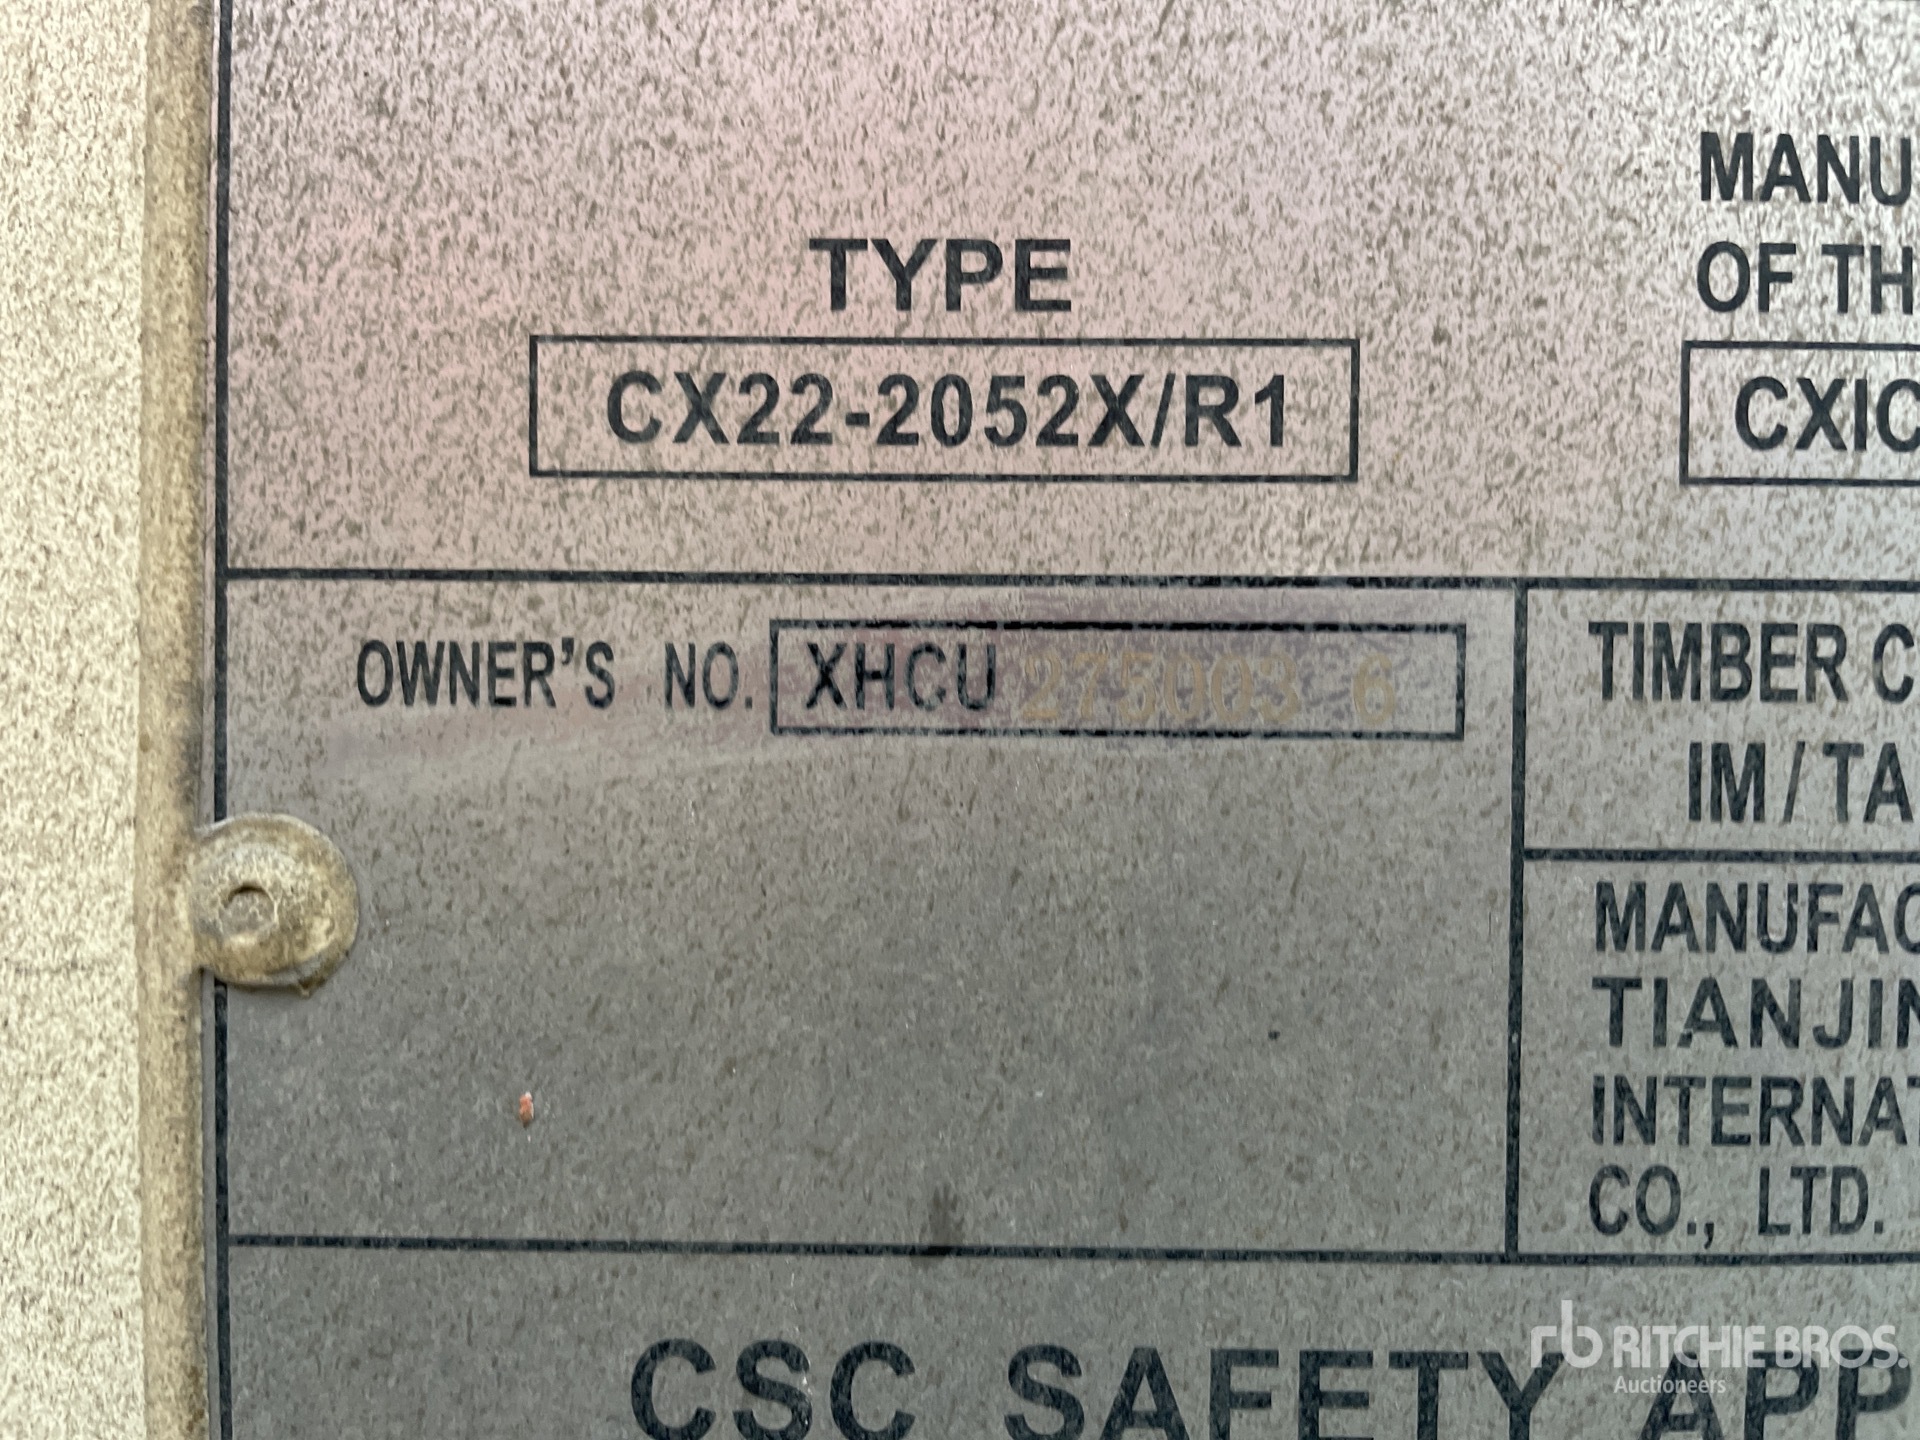 TYPE
CX22-2052X/R1
MANU
OF TH
CXIC
OWNER'S NO. XHCU 275003 6
TIMBER C
IM/TA
MANUFAC
TIANJIN
INTERNAT
CO., LTD.
CSC SAFETY APP
rb RITCHIE BROS.
Auctioneers